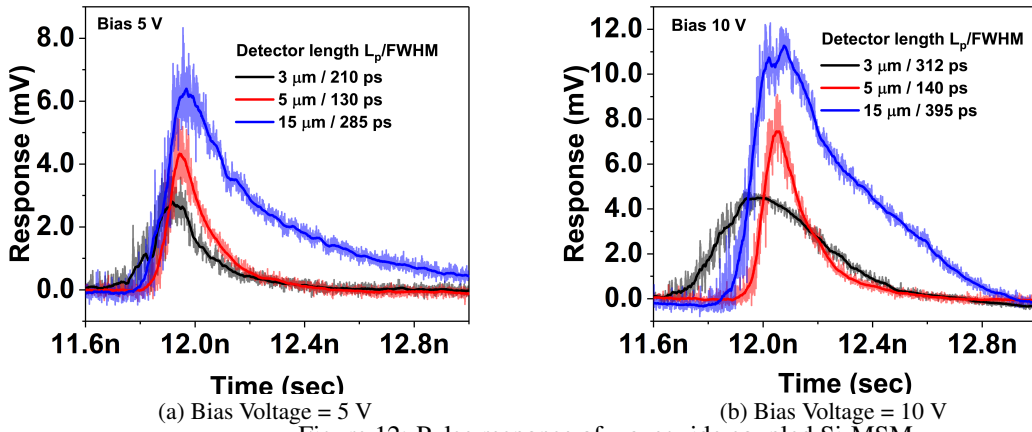 Bias 5 V
Detector length Lp/FWHM
3 μm / 210 ps
5 μm / 130 ps
15 μm / 285 ps
8.0
6.0
4.0
2.0
0.0
Response (mV)
11.6n 12.0n 12.4n 12.8n
Time (sec)
(a) Bias Voltage = 5 V
Bias 10 V
Detector length Lp/FWHM
3 μm / 312 ps
5 μm / 140 ps
15 μm / 395 ps
12.0
10.0
8.0
6.0
4.0
2.0
0.0
Response (mV)
11.6n 12.0n 12.4n 12.8n
Time (sec)
(b) Bias Voltage = 10 V